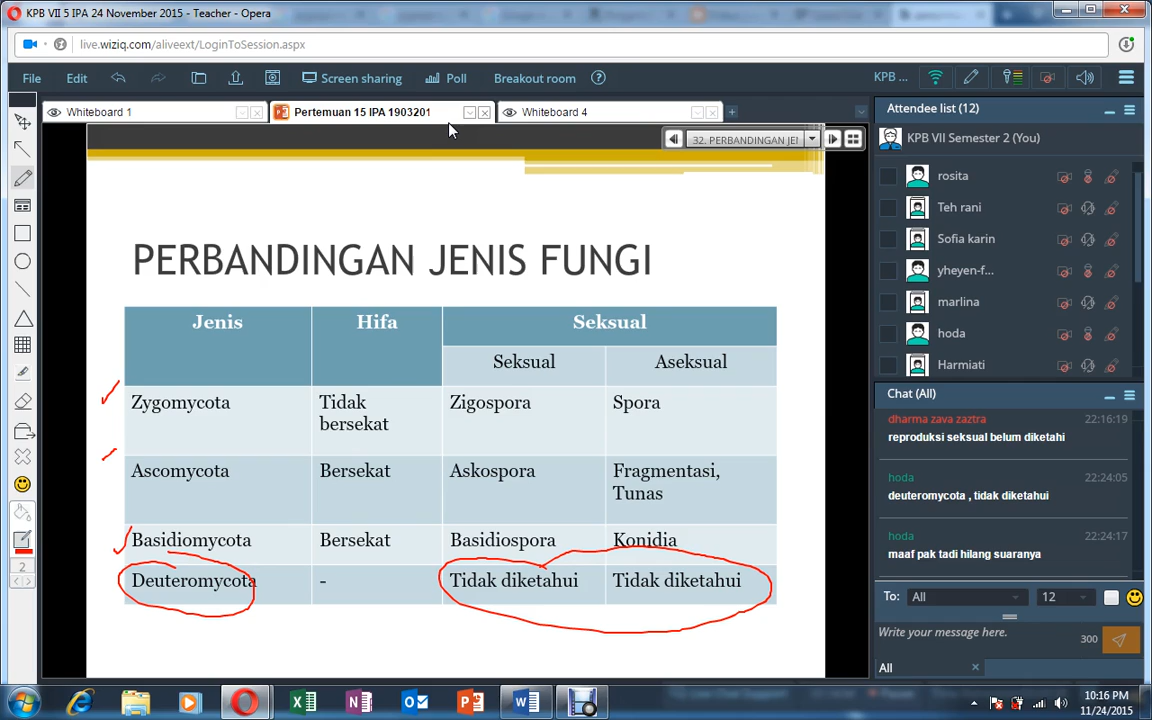 KPB VII 5 IPA 24 November 2015 - Teacher - Opera
live.wiziq.com/aliveext/LoginToSession.aspx
File Edit Screen sharing Poll Breakout room ? KPB ...
Whiteboard 1 Pertemuan 15 IPA 1903201 Whiteboard 4
32. PERBANDINGAN JEI
PERBANDINGAN JENIS FUNGI
Jenis Hifa Seksual
Seksual Aseksual
Zygomycota Tidak bersekat Zigospora Spora
Ascomycota Bersekat Askospora Fragmentasi, Tunas
Basidiomycota Bersekat Basidiospora Konidia
Deuteromycota - Tidak diketahui Tidak diketahui
2
Attendee list (12)
KPB VII Semester 2 (You)
rosita
Teh rani
Sofia karin
yheyen-f...
marlina
hoda
Harmiati
Chat (All)
dharma zava zaztra 22:16:19
reproduksi seksual belum diketahi
hoda 22:24:05
deuteromycota , tidak diketahui
hoda 22:24:17
maaf pak tadi hilang suaranya
To: All 12
Write your message here. 300
All
10:16 PM
11/24/2015